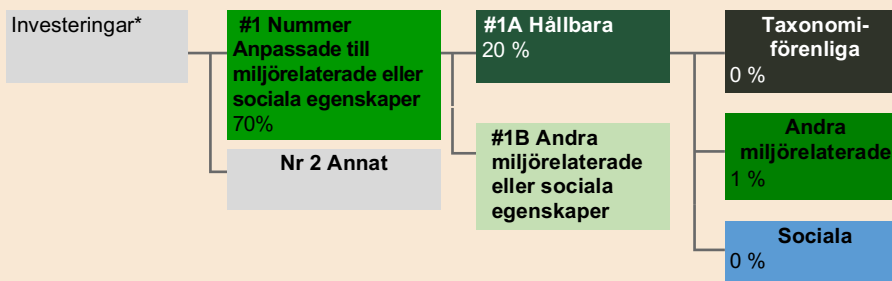 Investeringar*
#1 Nummer
Anpassade till
miljörelaterade eller
sociala egenskaper
70%
Nr 2 Annat
#1A Hållbara
20 %
#1B Andra
miljörelaterade
eller sociala
egenskaper
Taxonomi-
förenliga
0 %
Andra
miljörelaterade
1 %
Sociala
0 %